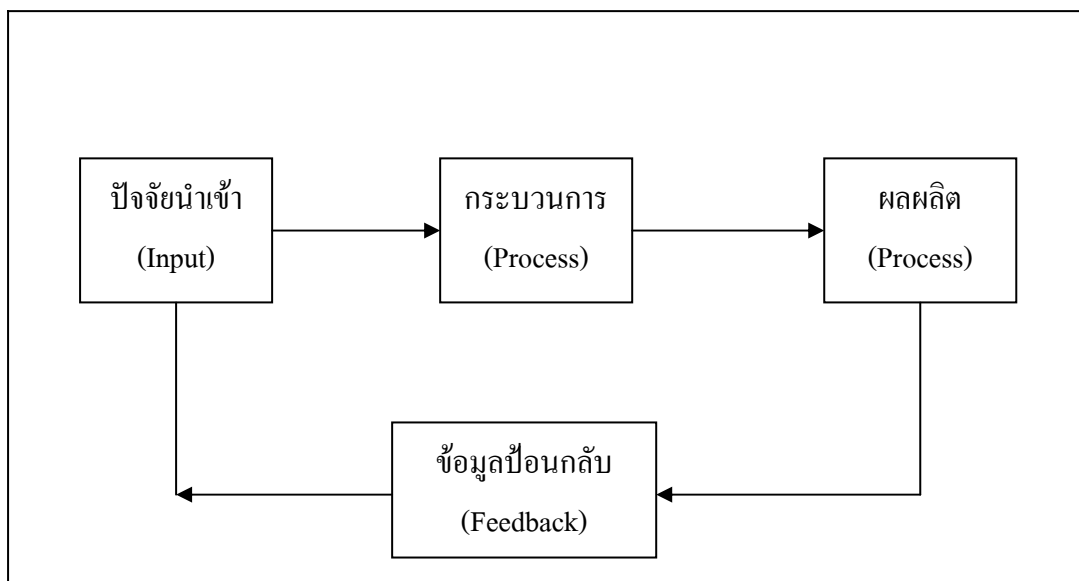 ปัจจัยนำเข้า
(Input)
กระบวนการ
(Process)
ผลผลิต
(Process)
ข้อมูลป้อนกลับ
(Feedback)